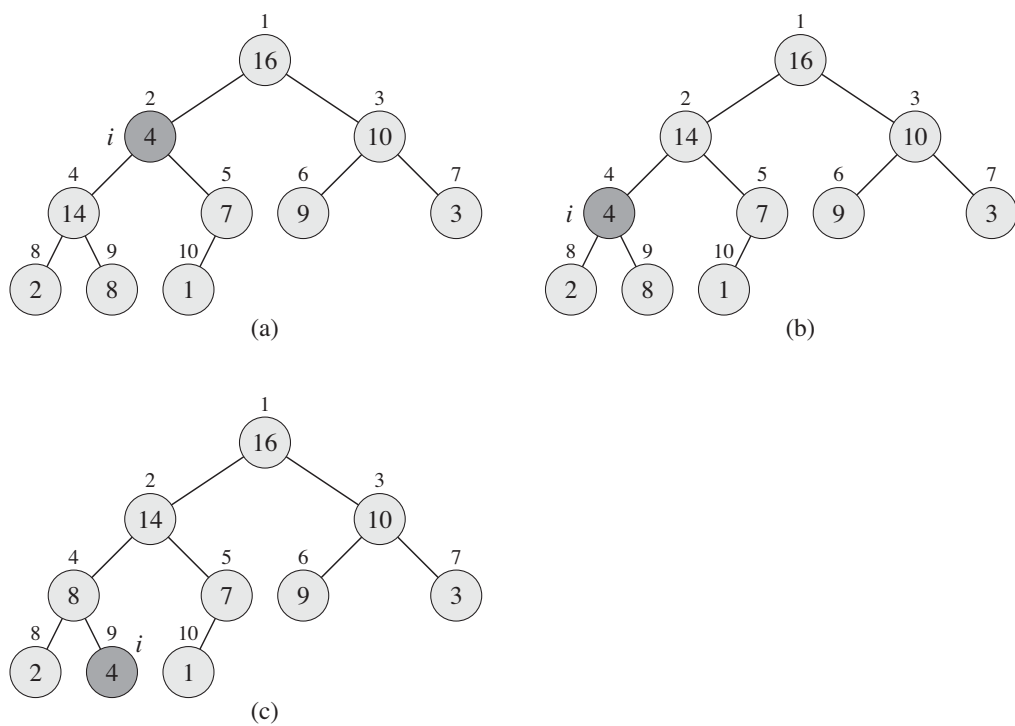 1 1
16 16
2 3 2 3
i 4 10 14 10
4 5 6 7 4 5 6 7
14 7 9 3 i 4 7 9 3
8 9 10 8 9 10
2 8 1 2 8 1
(a) (b)
1
16
2 3
14 10
4 5 6 7
8 7 9 3
8 9 i 10
2 4 1
(c)